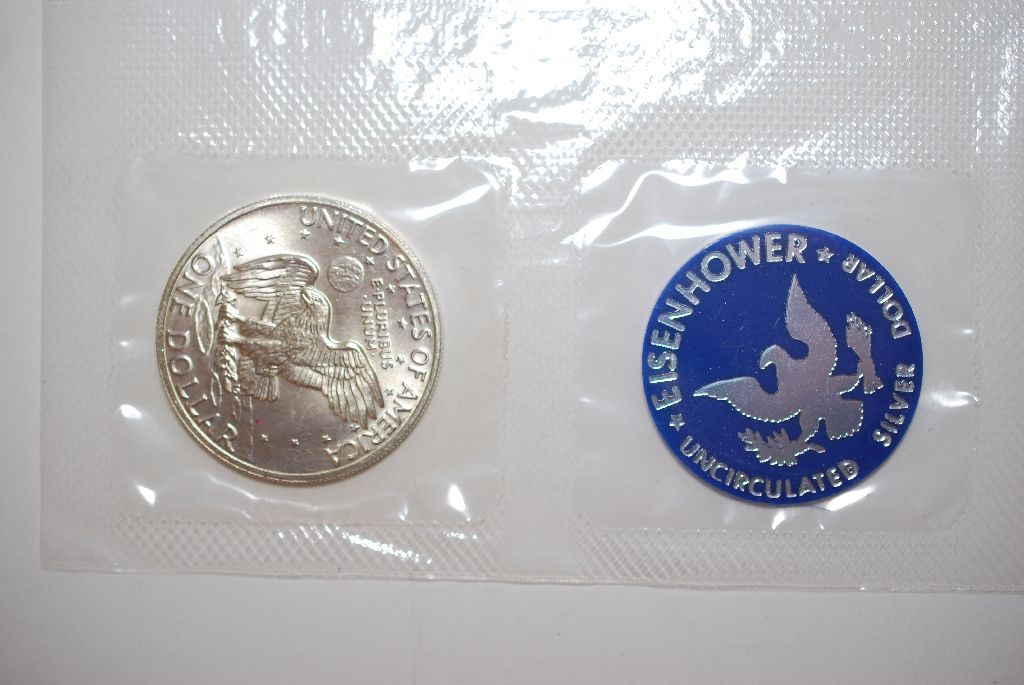 UNITED STATES OF AMERICA
E PLURIBUS
UNUM
ONE DOLLAR
★ EISENHOWER ★
UNCIRCULATED SILVER DOLLAR